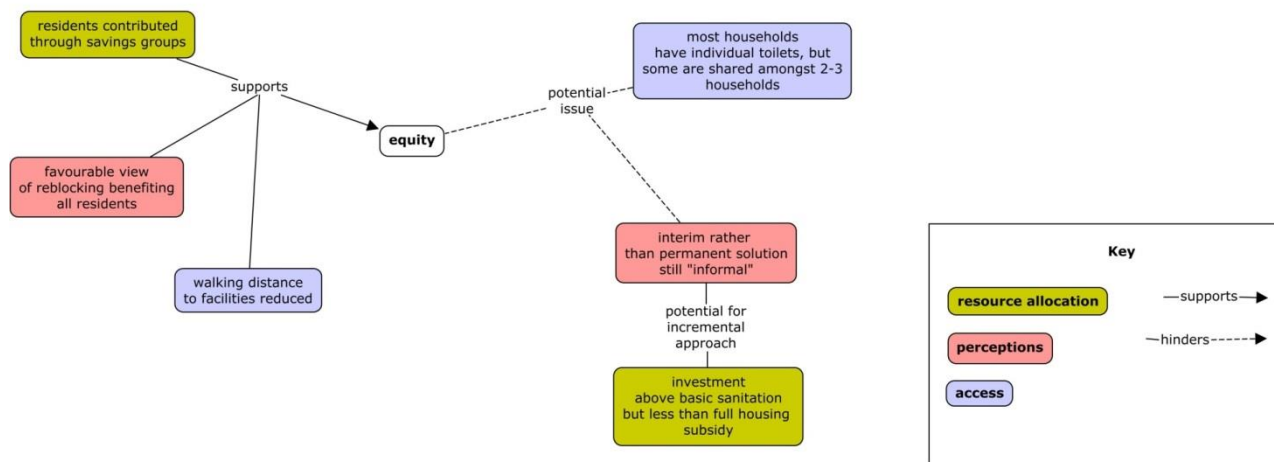 residents contributed
through savings groups
supports
equity
favourable view
of reblocking benefiting
all residents
walking distance
to facilities reduced
potential
issue
most households
have individual toilets, but
some are shared amongst 2-3
households
interim rather
than permanent solution
still "informal"
potential for
incremental
approach
investment
above basic sanitation
but less than full housing
subsidy
Key
resource allocation
supports
perceptions
hinders
access